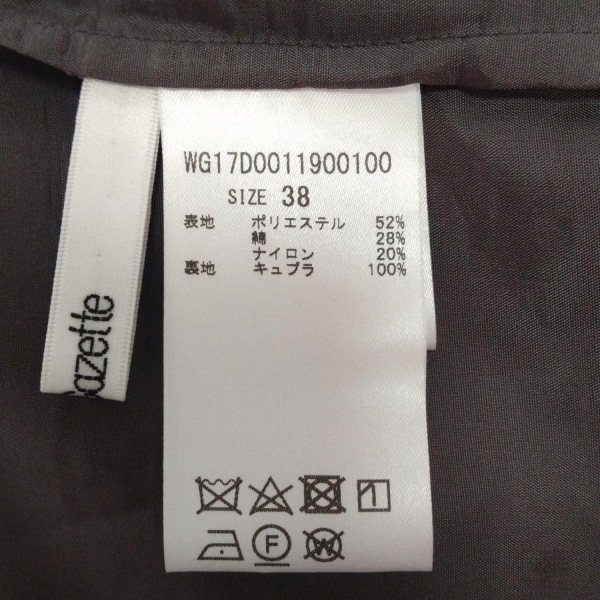 WG17D0011900100
SIZE 38
表地 ポリエステル 52%
綿 28%
ナイロン 20%
裏地 キュプラ 100%
F W
Gazette